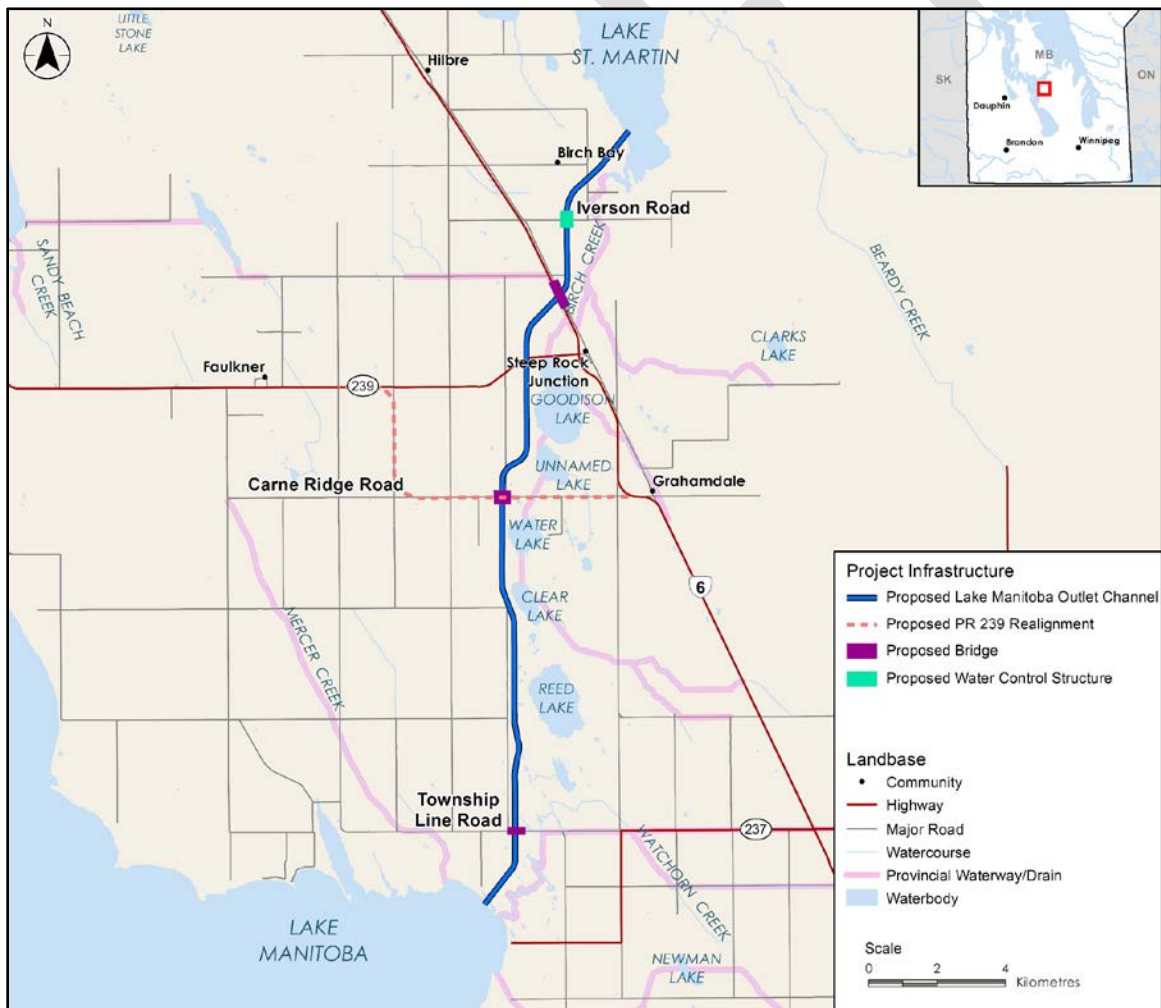 N
LITTLE
STONE
LAKE
Hilbre
LAKE
ST. MARTIN
SK
MB
ON
Dauphin
Brandon
Winnipeg
Birch Bay
Iverson Road
SANDY BEACH
CREEK
BIRCH CREEK
BEARDY CREEK
CLARKS
LAKE
Faulkner
239
Steep Rock
Junction
GOODISON
LAKE
UNNAMED
LAKE
Carne Ridge Road
Grahamdale
WATER
LAKE
CLEAR
LAKE
6
MERCER CREEK
REED
LAKE
Township
Line Road
237
WATCHORN CREEK
LAKE
MANITOBA
NEWMAN
LAKE
Project Infrastructure
Proposed Lake Manitoba Outlet Channel
Proposed PR 239 Realignment
Proposed Bridge
Proposed Water Control Structure
Landbase
Community
Highway
Major Road
Watercourse
Provincial Waterway/Drain
Waterbody
Scale
0 2 4
Kilometres